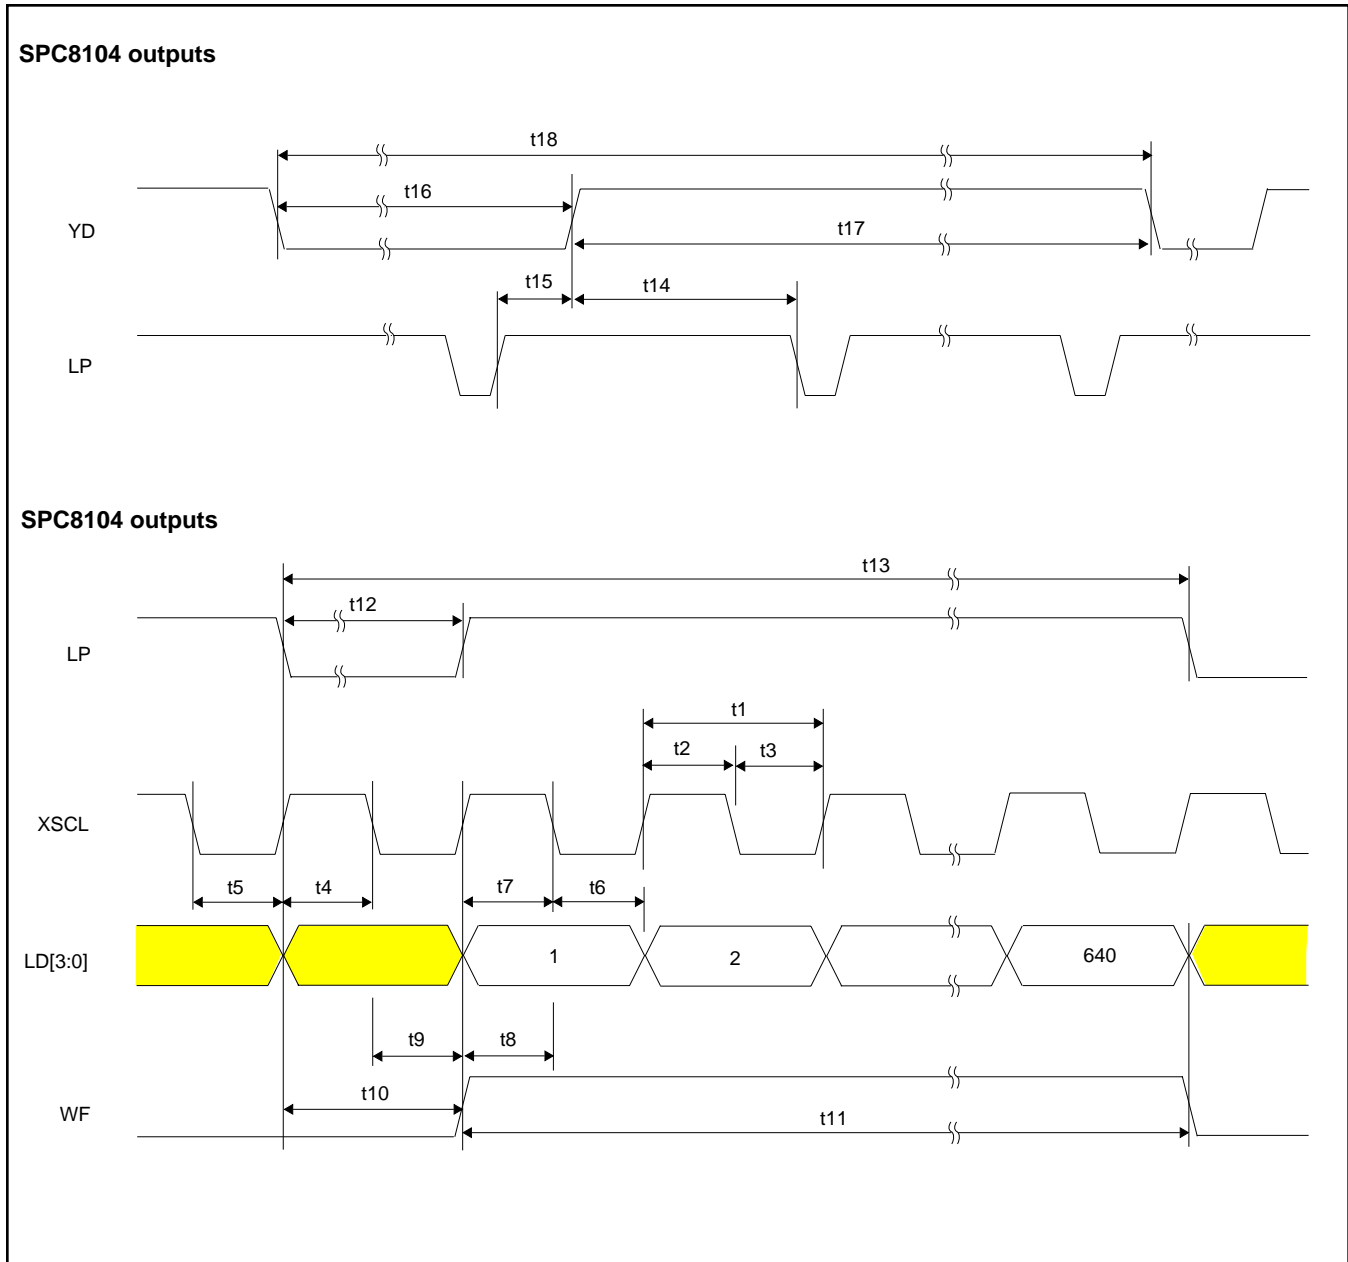 SPC8104 outputs
t18
t16
YD
t17
t15
t14
LP
SPC8104 outputs
t13
t12
LP
t1
t2
t3
XSCL
t5
t4
t7
t6
LD[3:0]
1
2
640
t9
t8
t10
WF
t11